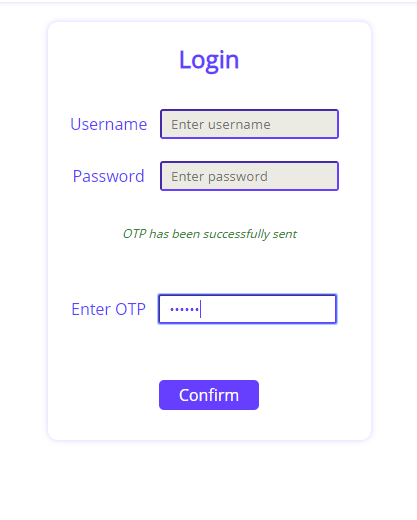 Login
Username Enter username
Password Enter password
OTP has been successfully sent
Enter OTP ••••••
Confirm